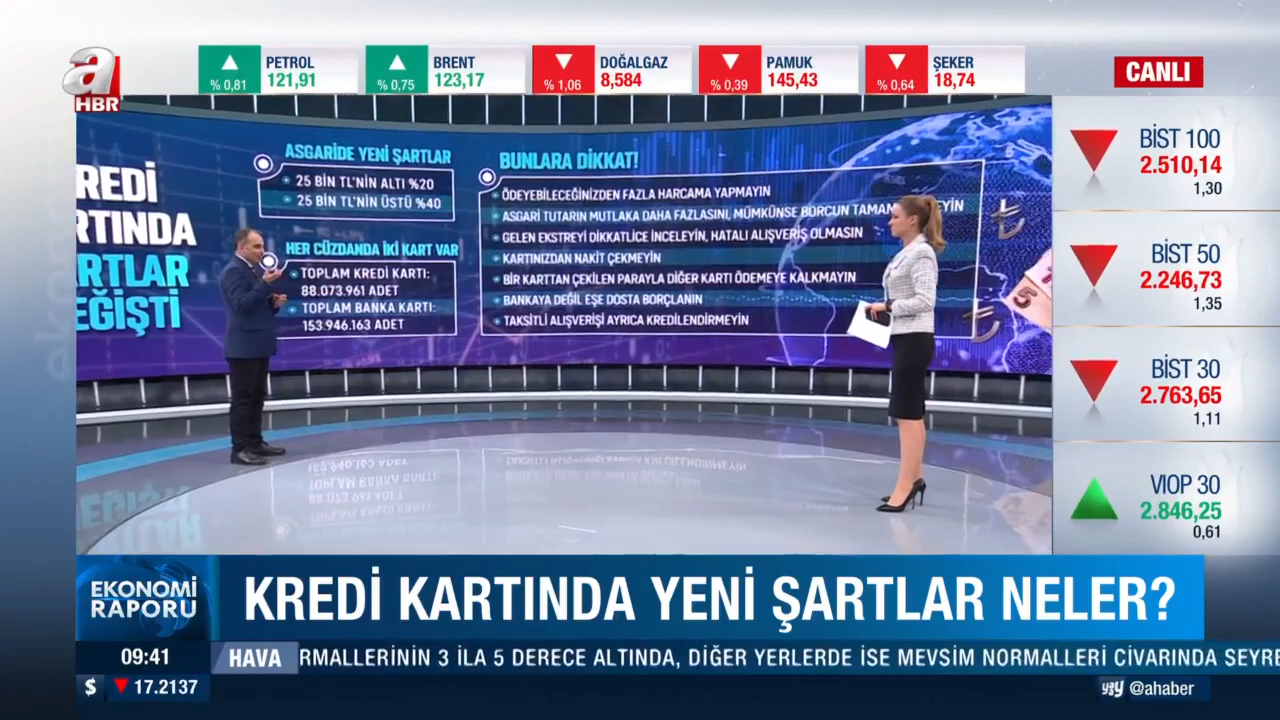 a
HBR
% 0,81
PETROL
121,91
% 0,75
BRENT
123,17
% 1,06
DOĞALGAZ
8,584
% 0,39
PAMUK
145,43
% 0,64
ŞEKER
18,74
CANLI
REDİ
ARTINDA
ARTLAR
EĞİŞTİ
ASGARİDE YENİ ŞARTLAR
25 BİN TL'NİN ALTI %20
25 BİN TL'NİN ÜSTÜ %40
HER CÜZDANDA İKİ KART VAR
TOPLAM KREDİ KARTI:
88.073.961 ADET
TOPLAM BANKA KARTI:
153.946.163 ADET
BUNLARA DİKKAT!
ÖDEYEBİLECEĞİNİZDEN FAZLA HARCAMA YAPMAYIN
ASGARİ TUTARIN MUTLAKA DAHA FAZLASINI, MÜMKÜNSE BORCUN TAMAM EYİN
GELEN EKSTREYİ DİKKATLİCE İNCELEYİN, HATALI ALIŞVERİŞ OLMASIN
KARTINIZDAN NAKİT ÇEKMEYİN
BİR KARTTAN ÇEKİLEN PARAYLA DİĞER KARTI ÖDEMEYE KALKMAYIN
BANKAYA DEĞİL EŞE DOSTA BORÇLANIN
TAKSİTLİ ALIŞVERİŞİ AYRICA KREDİLENDİRMEYİN
BİST 100
2.510,14
1,30
BİST 50
2.246,73
1,35
BİST 30
2.763,65
1,11
VIOP 30
2.846,25
0,61
EKONOMİ
RAPORU
KREDİ KARTINDA YENİ ŞARTLAR NELER?
09:41
HAVA
RMALLERİNİN 3 İLA 5 DERECE ALTINDA, DİĞER YERLERDE İSE MEVSİM NORMALLERİ CİVARINDA SEYRE
$ 17.2137
@ahaber